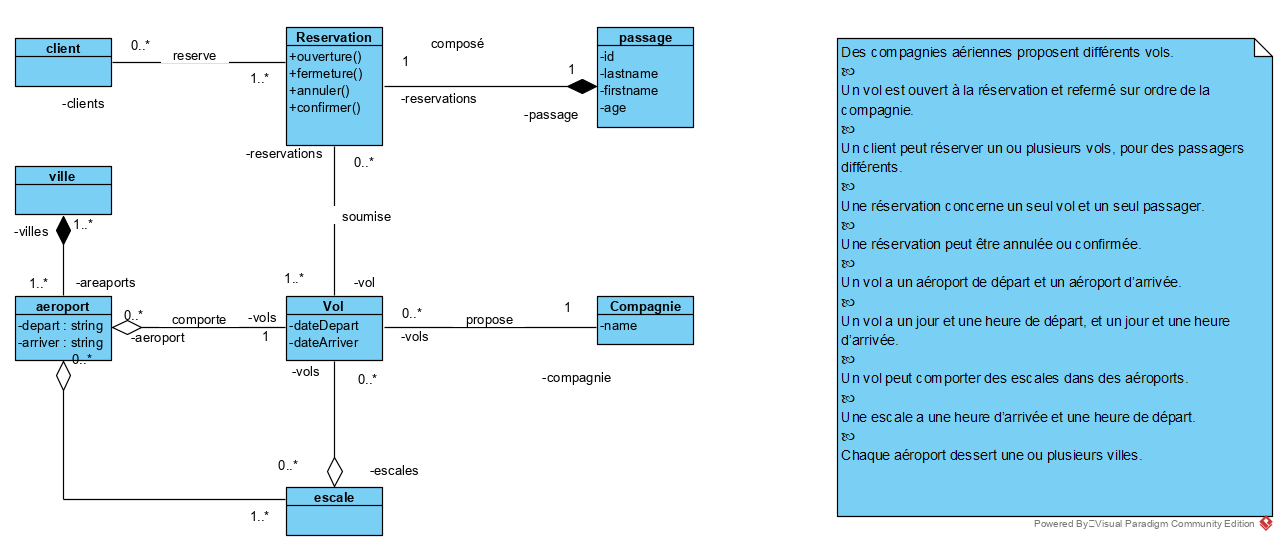 client
0..*
reserve
1..*
-clients
Reservation
+ouverture()
+fermeture()
+annuler()
+confirmer()
composé
1
1
-reservations
-passage
passage
-id
-lastname
-firstname
-age
-reservations
0..*
soumise
1..*
-vol
ville
-villes
1..*
1..*
-areaports
aeroport
-depart : string
-arriver : string
0..*
comporte
-vols
-aeroport
1
0..*
Vol
-dateDepart
-dateArriver
0..*
propose
1
-vols
-compagnie
Compagnie
-name
-vols
0..*
0..*
-escales
escale
1..*
Des compagnies aériennes proposent différents vols.
Un vol est ouvert à la réservation et refermé sur ordre de la
compagnie.
Un client peut réserver un ou plusieurs vols, pour des passagers
différents.
Une réservation concerne un seul vol et un seul passager.
Une réservation peut être annulée ou confirmée.
Un vol a un aéroport de départ et un aéroport d’arrivée.
Un vol a un jour et une heure de départ, et un jour et une heure
d’arrivée.
Un vol peut comporter des escales dans des aéroports.
Une escale a une heure d’arrivée et une heure de départ.
Chaque aéroport dessert une ou plusieurs villes.
Powered By Visual Paradigm Community Edition